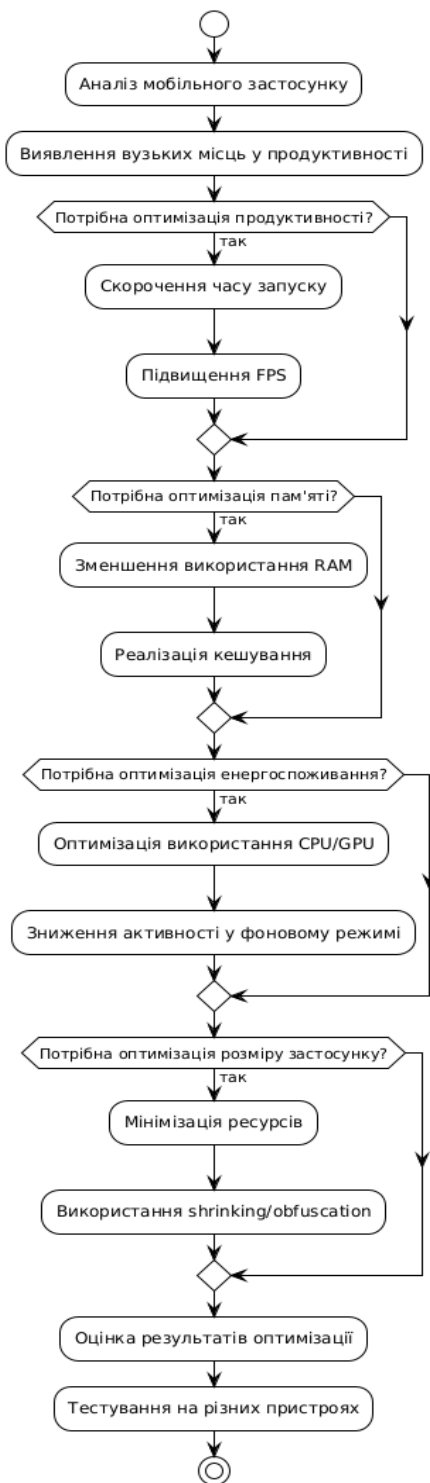 Аналіз мобільного застосунку
Виявлення вузьких місць у продуктивності
Потрібна оптимізація продуктивності?
так
Скорочення часу запуску
Підвищення FPS
Потрібна оптимізація пам'яті?
так
Зменшення використання RAM
Реалізація кешування
Потрібна оптимізація енергоспоживання?
так
Оптимізація використання CPU/GPU
Зниження активності у фоновому режимі
Потрібна оптимізація розміру застосунку?
так
Мінімізація ресурсів
Використання shrinking/obfuscation
Оцінка результатів оптимізації
Тестування на різних пристроях